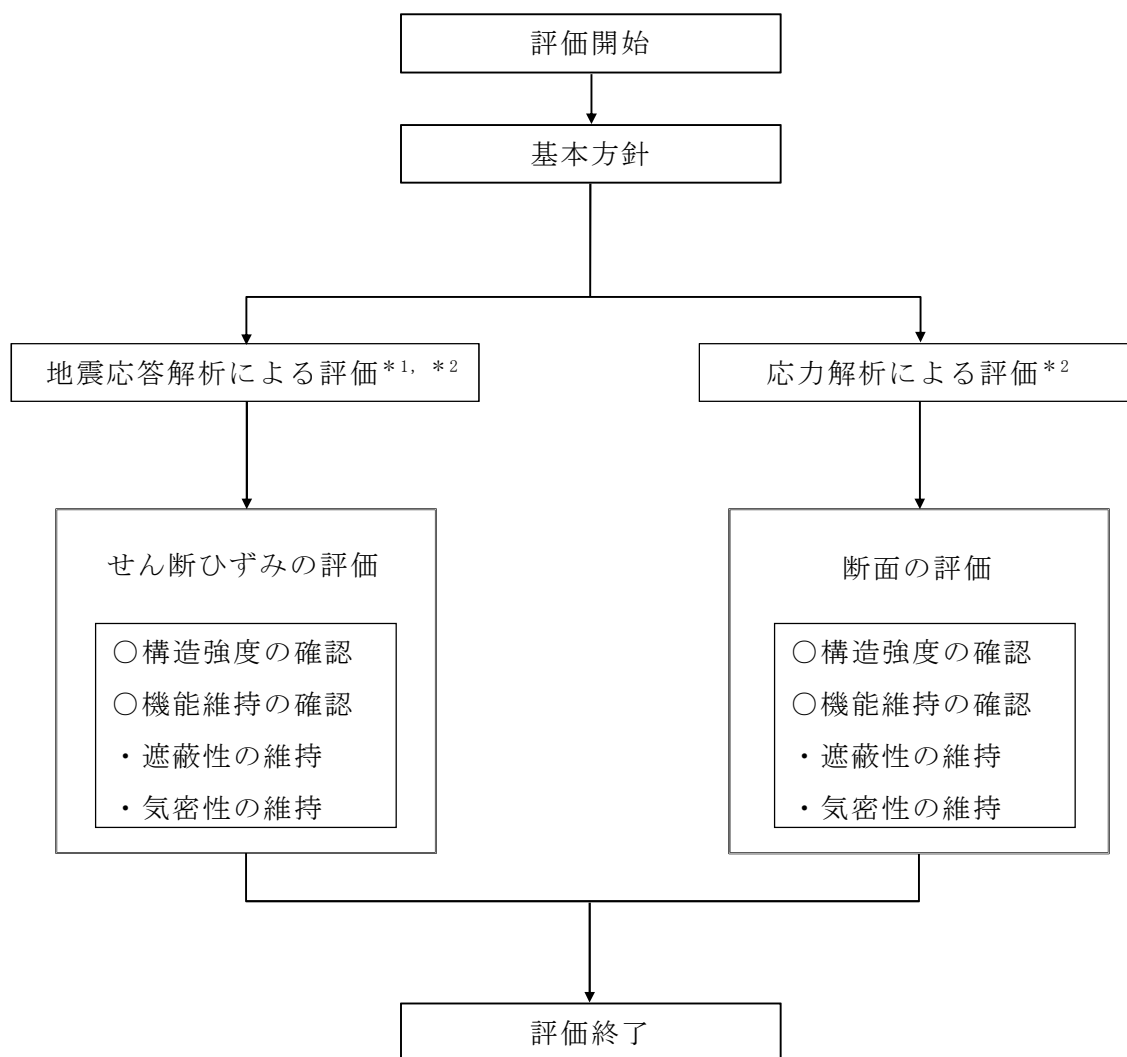 評価開始
基本方針
地震応答解析による評価*1, *2
応力解析による評価*2
せん断ひずみの評価
○構造強度の確認
○機能維持の確認
・遮蔽性の維持
・気密性の維持
断面の評価
○構造強度の確認
○機能維持の確認
・遮蔽性の維持
・気密性の維持
評価終了